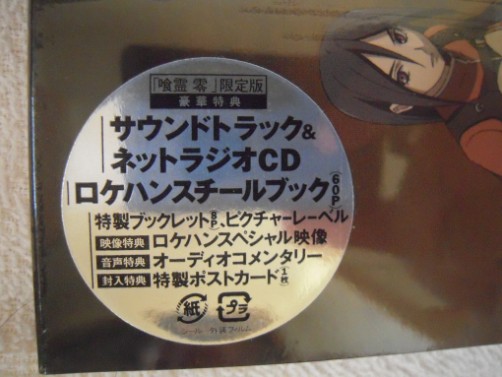 「喰霊 零」限定版
豪華特典
サウンドトラック&
ネットラジオCD
ロケハンスチールブック(60P)
特製ブックレット(8P)、ピクチャーレーベル
映像特典 ロケハンスペシャル映像
音声特典 オーディオコメンタリー
封入特典 特製ポストカード(1枚)
紙 プラ